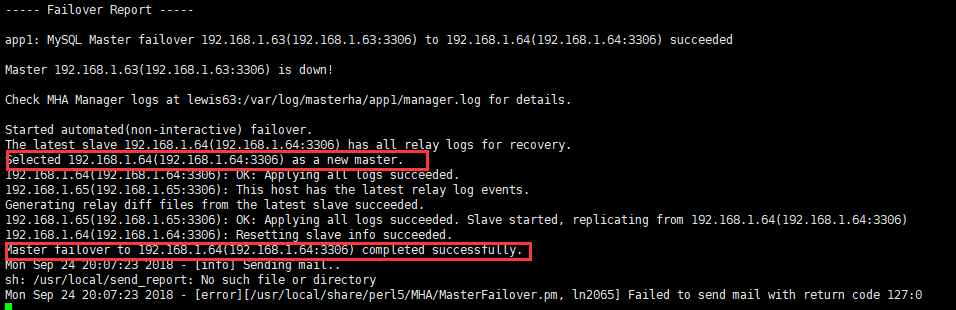 ----- Failover Report -----
app1: MySQL Master failover 192.168.1.63(192.168.1.63:3306) to 192.168.1.64(192.168.1.64:3306) succeeded
Master 192.168.1.63(192.168.1.63:3306) is down!
Check MHA Manager logs at lewis63:/var/log/masterha/app1/manager.log for details.
Started automated(non-interactive) failover.
The latest slave 192.168.1.64(192.168.1.64:3306) has all relay logs for recovery.
Selected 192.168.1.64(192.168.1.64:3306) as a new master.
192.168.1.64(192.168.1.64:3306): OK: Applying all logs succeeded.
192.168.1.65(192.168.1.65:3306): This host has the latest relay log events.
Generating relay diff files from the latest slave succeeded.
192.168.1.65(192.168.1.65:3306): OK: Applying all logs succeeded. Slave started, replicating from 192.168.1.64(192.168.1.64:3306)
192.168.1.64(192.168.1.64:3306): Resetting slave info succeeded.
Master failover to 192.168.1.64(192.168.1.64:3306) completed successfully.
Mon Sep 24 20:07:23 2018 - [info] Sending mail..
sh: /usr/local/send_report: No such file or directory
Mon Sep 24 20:07:23 2018 - [error][/usr/local/share/perl5/MHA/MasterFailover.pm, ln2065] Failed to send mail with return code 127:0